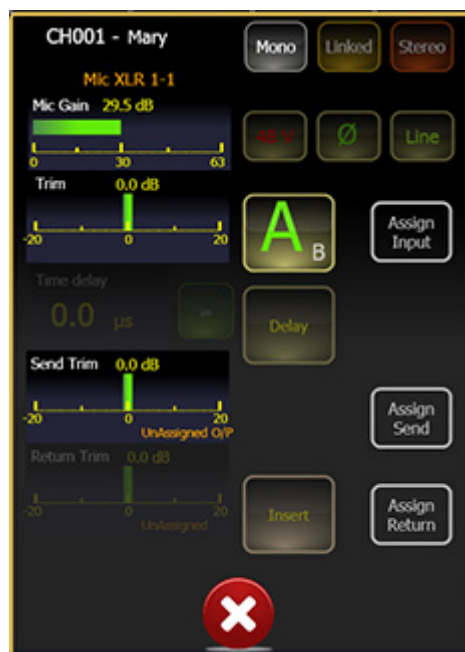 CH001 - Mary
Mono
Linked
Stereo
Mic XLR 1-1
Mic Gain 29.5 dB
0 30 63
48 V
Ø
Line
Trim 0.0 dB
-20 0 20
A
B
Assign
Input
Time delay
0.0 µs
µs
Delay
Send Trim 0.0 dB
-20 0 20
UnAssigned O/P
Assign
Send
Return Trim 0.0 dB
-20 0 20
UnAssigned
Insert
Assign
Return